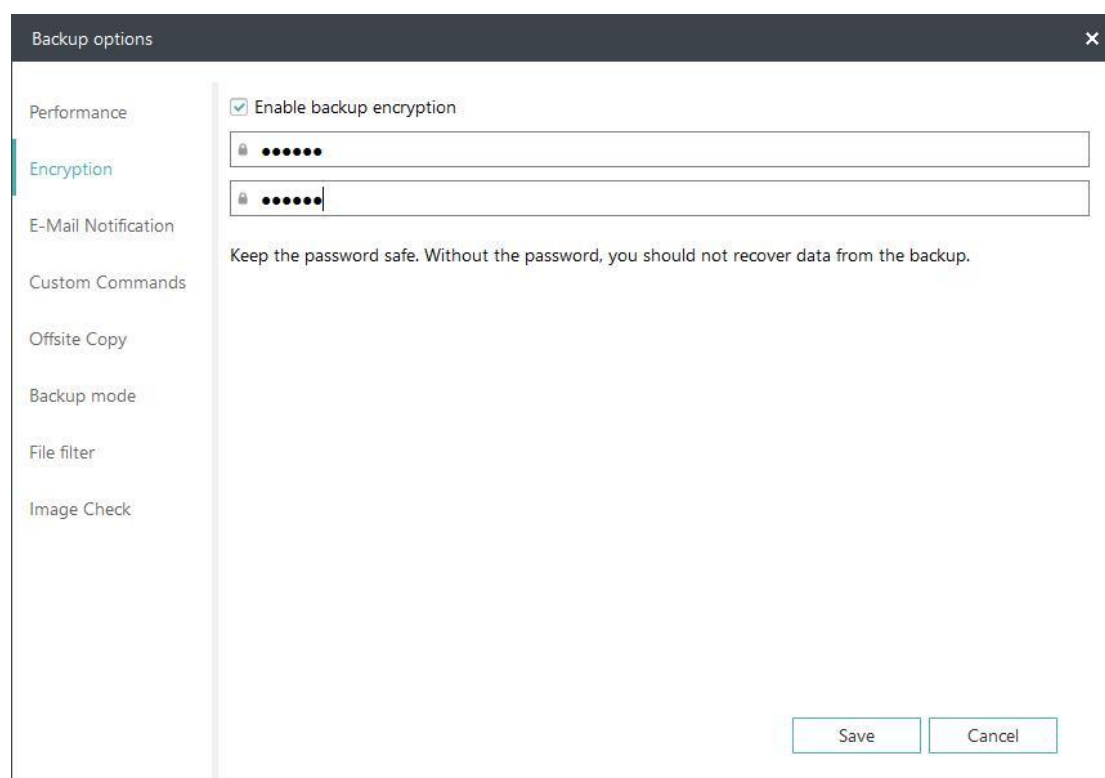 Backup options
Performance
Encryption
E-Mail Notification
Custom Commands
Offsite Copy
Backup mode
File filter
Image Check
Enable backup encryption
●●●●●●
●●●●●●
Keep the password safe. Without the password, you should not recover data from the backup.
Save
Cancel